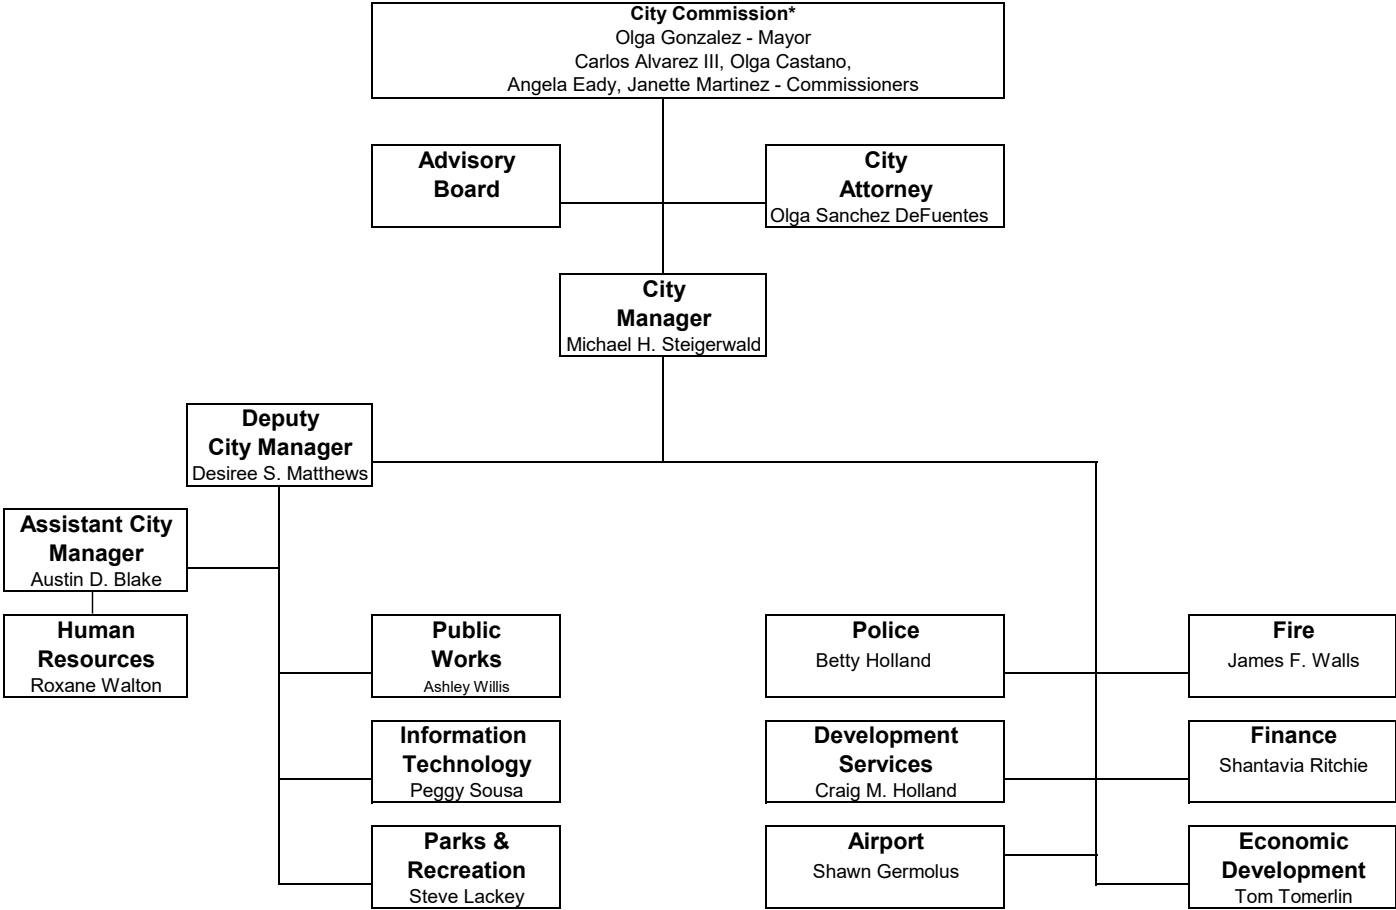 City Commission*
Olga Gonzalez - Mayor
Carlos Alvarez III, Olga Castano,
Angela Eady, Janette Martinez - Commissioners
Advisory
Board
City
Attorney
Olga Sanchez DeFuentes
City
Manager
Michael H. Steigerwald
Deputy
City Manager
Desiree S. Matthews
Assistant City
Manager
Austin D. Blake
Human
Resources
Roxane Walton
Public
Works
Ashley Willis
Police
Betty Holland
Fire
James F. Walls
Information
Technology
Peggy Sousa
Development
Services
Craig M. Holland
Finance
Shantavia Ritchie
Parks &
Recreation
Steve Lackey
Airport
Shawn Germolus
Economic
Development
Tom Tomerlin